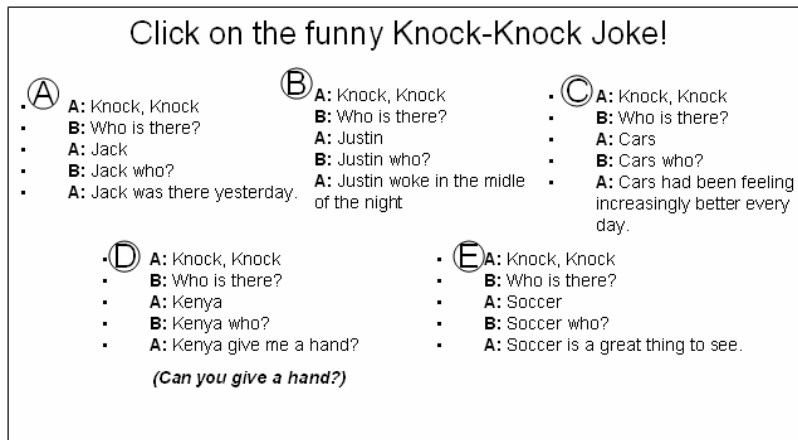 Click on the funny Knock-Knock Joke!
A
A: Knock, Knock
B: Who is there?
A: Jack
B: Jack who?
A: Jack was there yesterday.
B
A: Knock, Knock
B: Who is there?
A: Justin
B: Justin who?
A: Justin woke in the midle
of the night
C
A: Knock, Knock
B: Who is there?
A: Cars
B: Cars who?
A: Cars had been feeling
increasingly better every
day.
D
A: Knock, Knock
B: Who is there?
A: Kenya
B: Kenya who?
A: Kenya give me a hand?
(Can you give a hand?)
E
A: Knock, Knock
B: Who is there?
A: Soccer
B: Soccer who?
A: Soccer is a great thing to see.